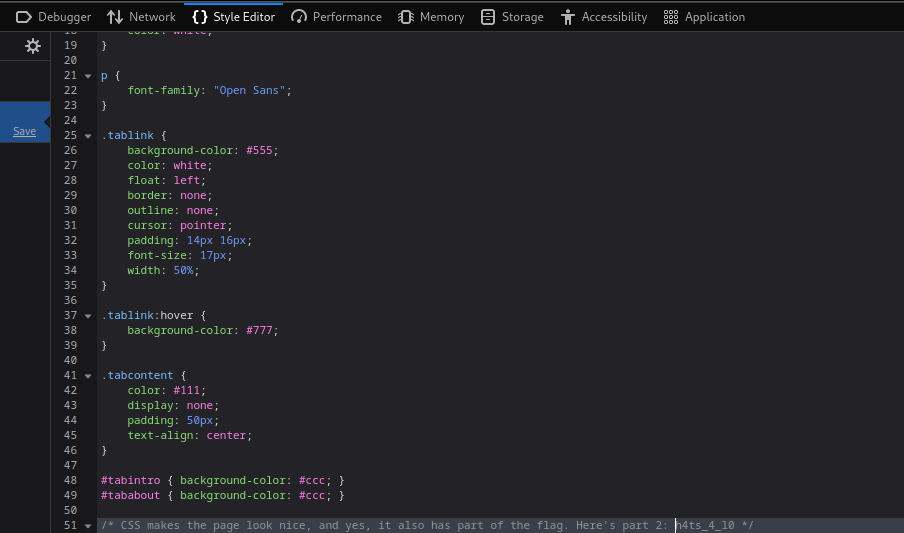 Debugger Network Style Editor Performance Memory Storage Accessibility Application
18 color: white;
19 }
20
21 p {
22 font-family: "Open Sans";
23 }
24
Save
25 .tablink {
26 background-color: #555;
27 color: white;
28 float: left;
29 border: none;
30 outline: none;
31 cursor: pointer;
32 padding: 14px 16px;
33 font-size: 17px;
34 width: 50%;
35 }
36
37 .tablink:hover {
38 background-color: #777;
39 }
40
41 .tabcontent {
42 color: #111;
43 display: none;
44 padding: 50px;
45 text-align: center;
46 }
47
48 #tabintro { background-color: #ccc; }
49 #tababout { background-color: #ccc; }
50
51 /* CSS makes the page look nice, and yes, it also has part of the flag. Here's part 2: h4ts_4_l0 */